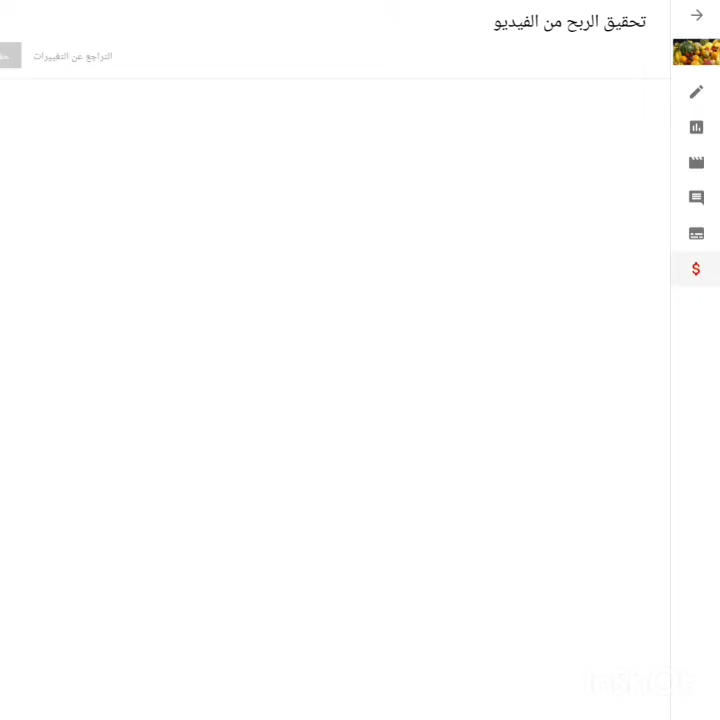 تحقيق الربح من الفيديو
التراجع عن التغييرات